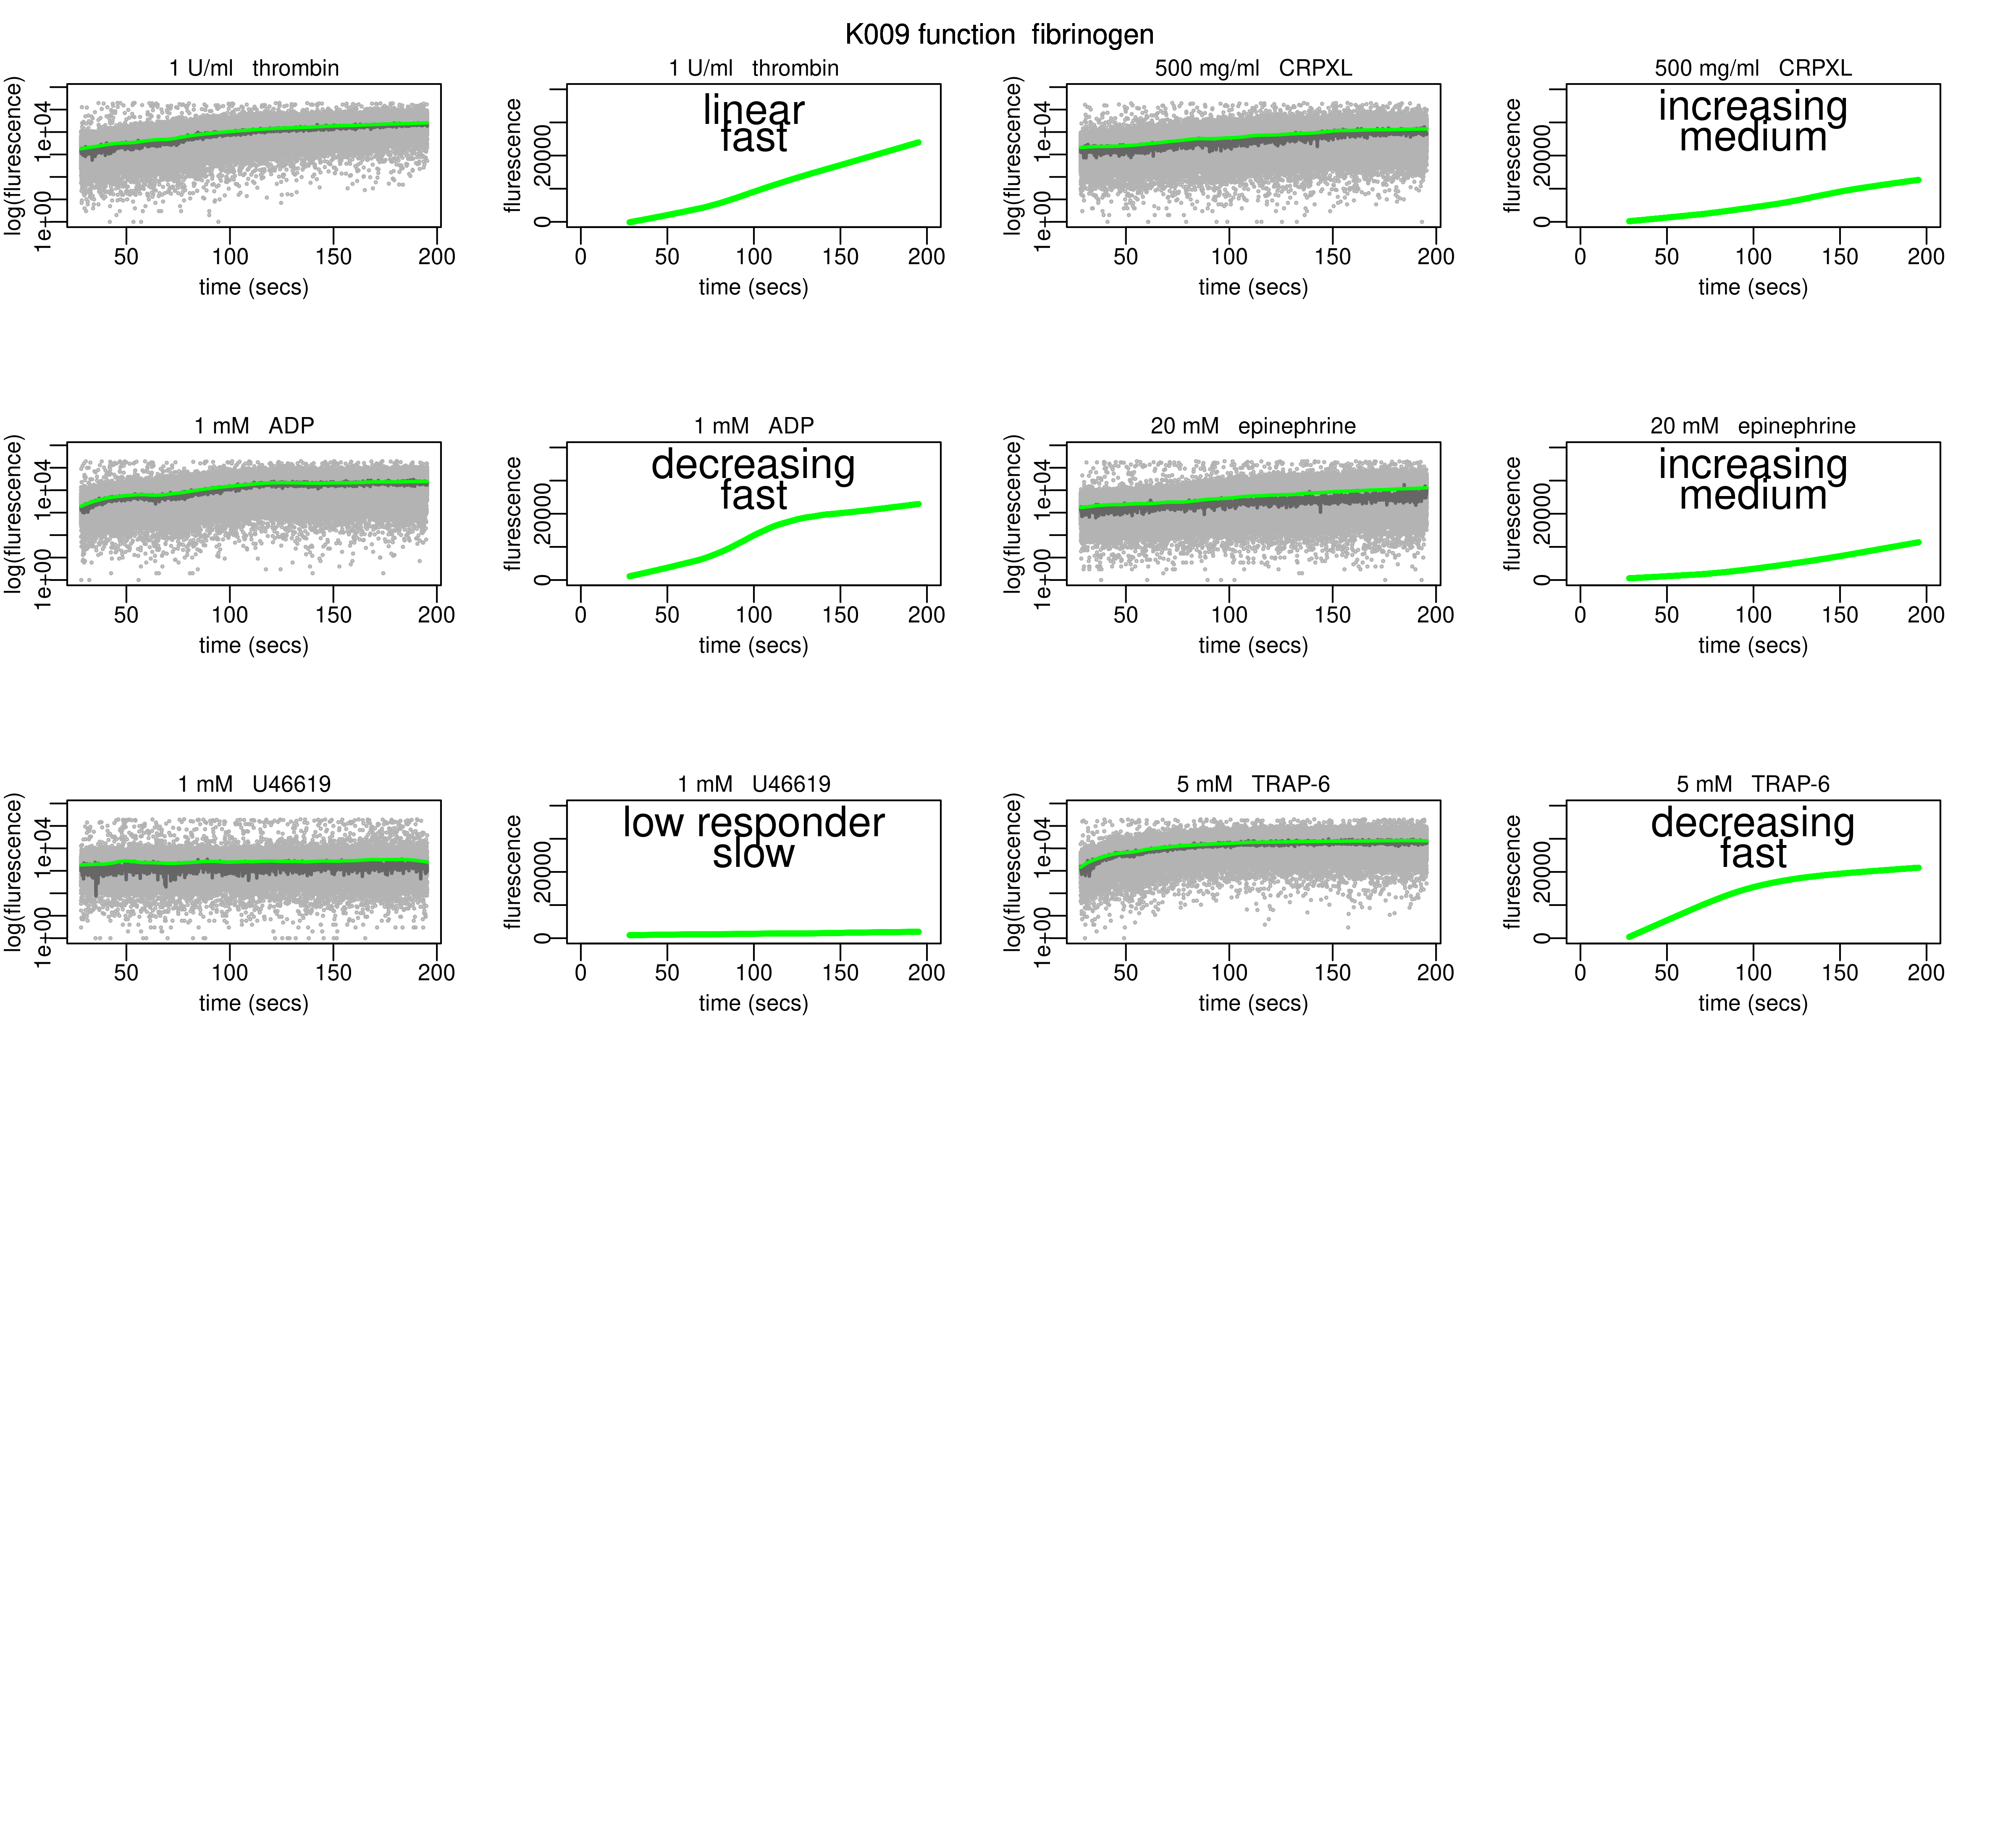 K009 function  fibrinogen
1 U/ml   thrombin
log(flurescence)
1e+00
1e+04
50 100 150 200
time (secs)
1 U/ml   thrombin
linear
fast
flurescence
0
20000
0 50 100 150 200
time (secs)
500 mg/ml   CRPXL
log(flurescence)
1e+00
1e+04
50 100 150 200
time (secs)
500 mg/ml   CRPXL
increasing
medium
flurescence
0
20000
0 50 100 150 200
time (secs)
1 mM   ADP
log(flurescence)
1e+00
1e+04
50 100 150 200
time (secs)
1 mM   ADP
decreasing
fast
flurescence
0
20000
0 50 100 150 200
time (secs)
20 mM   epinephrine
log(flurescence)
1e+00
1e+04
50 100 150 200
time (secs)
20 mM   epinephrine
increasing
medium
flurescence
0
20000
0 50 100 150 200
time (secs)
1 mM   U46619
log(flurescence)
1e+00
1e+04
50 100 150 200
time (secs)
1 mM   U46619
low responder
slow
flurescence
0
20000
0 50 100 150 200
time (secs)
5 mM   TRAP-6
log(flurescence)
1e+00
1e+04
50 100 150 200
time (secs)
5 mM   TRAP-6
decreasing
fast
flurescence
0
20000
0 50 100 150 200
time (secs)